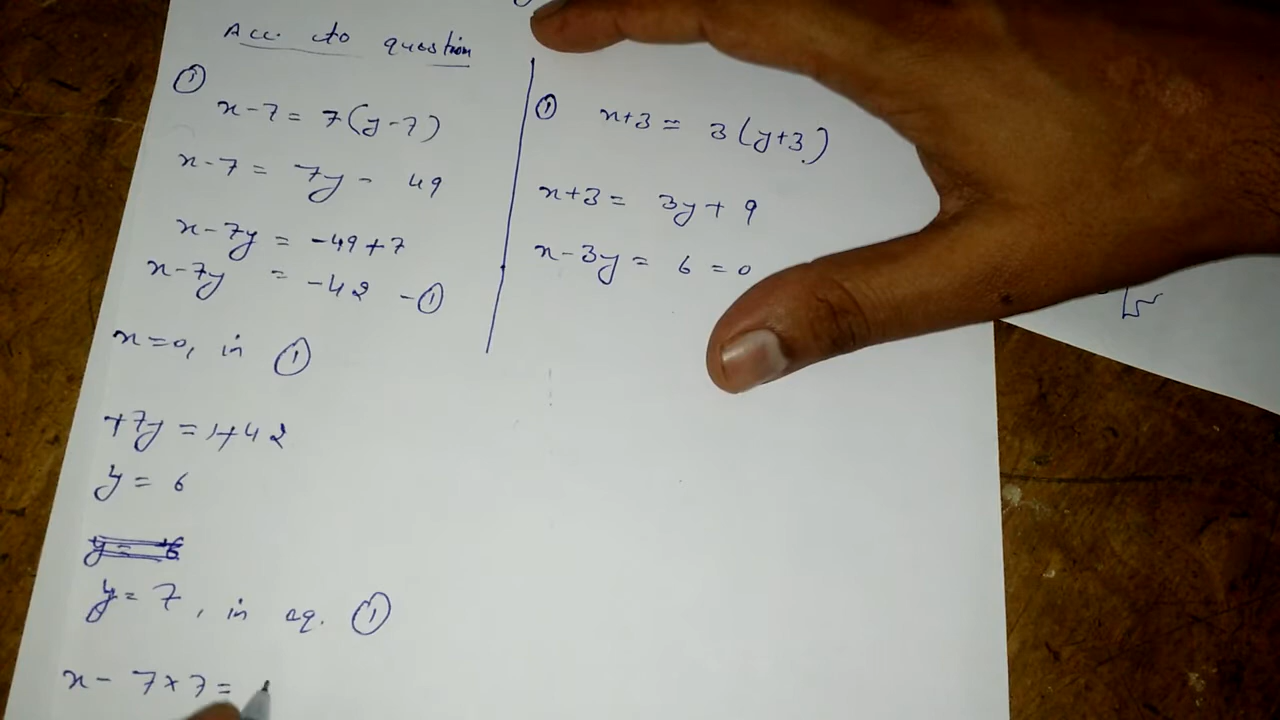 Acc. to question
① x-7 = 7(y-7)
x-7 = 7y - 49
x-7y = -49+7
x-7y = -42 -①
x=0, in ①
+7y = +42
y = 6
y = 7, in eq. ①
x - 7×7 =
① x+3 = 3(y+3)
x+3 = 3y+9
x-3y = 6 = 0